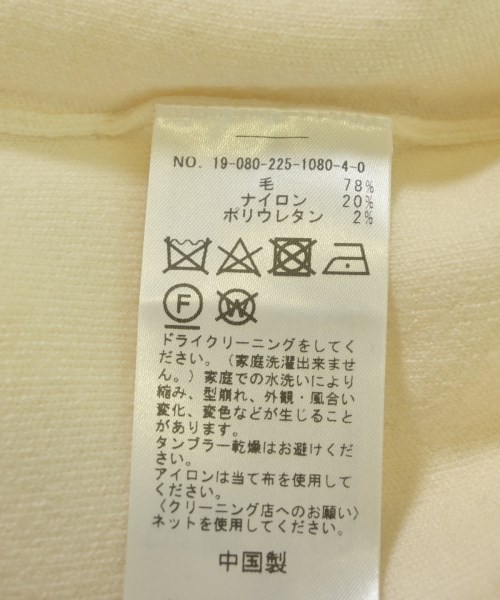 NO. 19-080-225-1080-4-0
毛 78%
ナイロン 20%
ポリウレタン 2%
F W
ドライクリーニングをしてく
ださい。（家庭洗濯出来ませ
ん。）家庭での水洗いにより
縮み、型崩れ、外観・風合い
変化、変色などが生じること
があります。
タンブラー乾燥はお避けくだ
さい。
アイロンは当て布を使用して
ください。
〈クリーニング店へのお願い〉
ネットを使用してください。
中国製